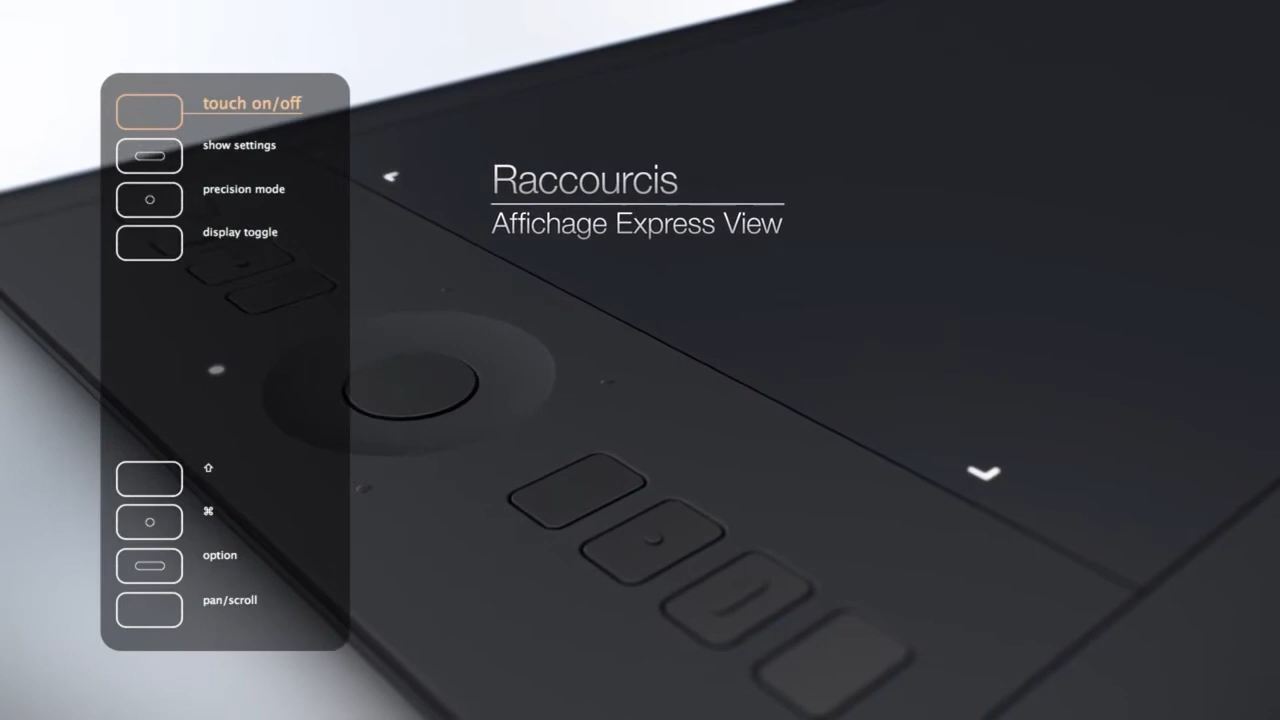 touch on/off
show settings
precision mode
display toggle
Raccourcis
Affichage Express View
⇧
⌘
option
pan/scroll